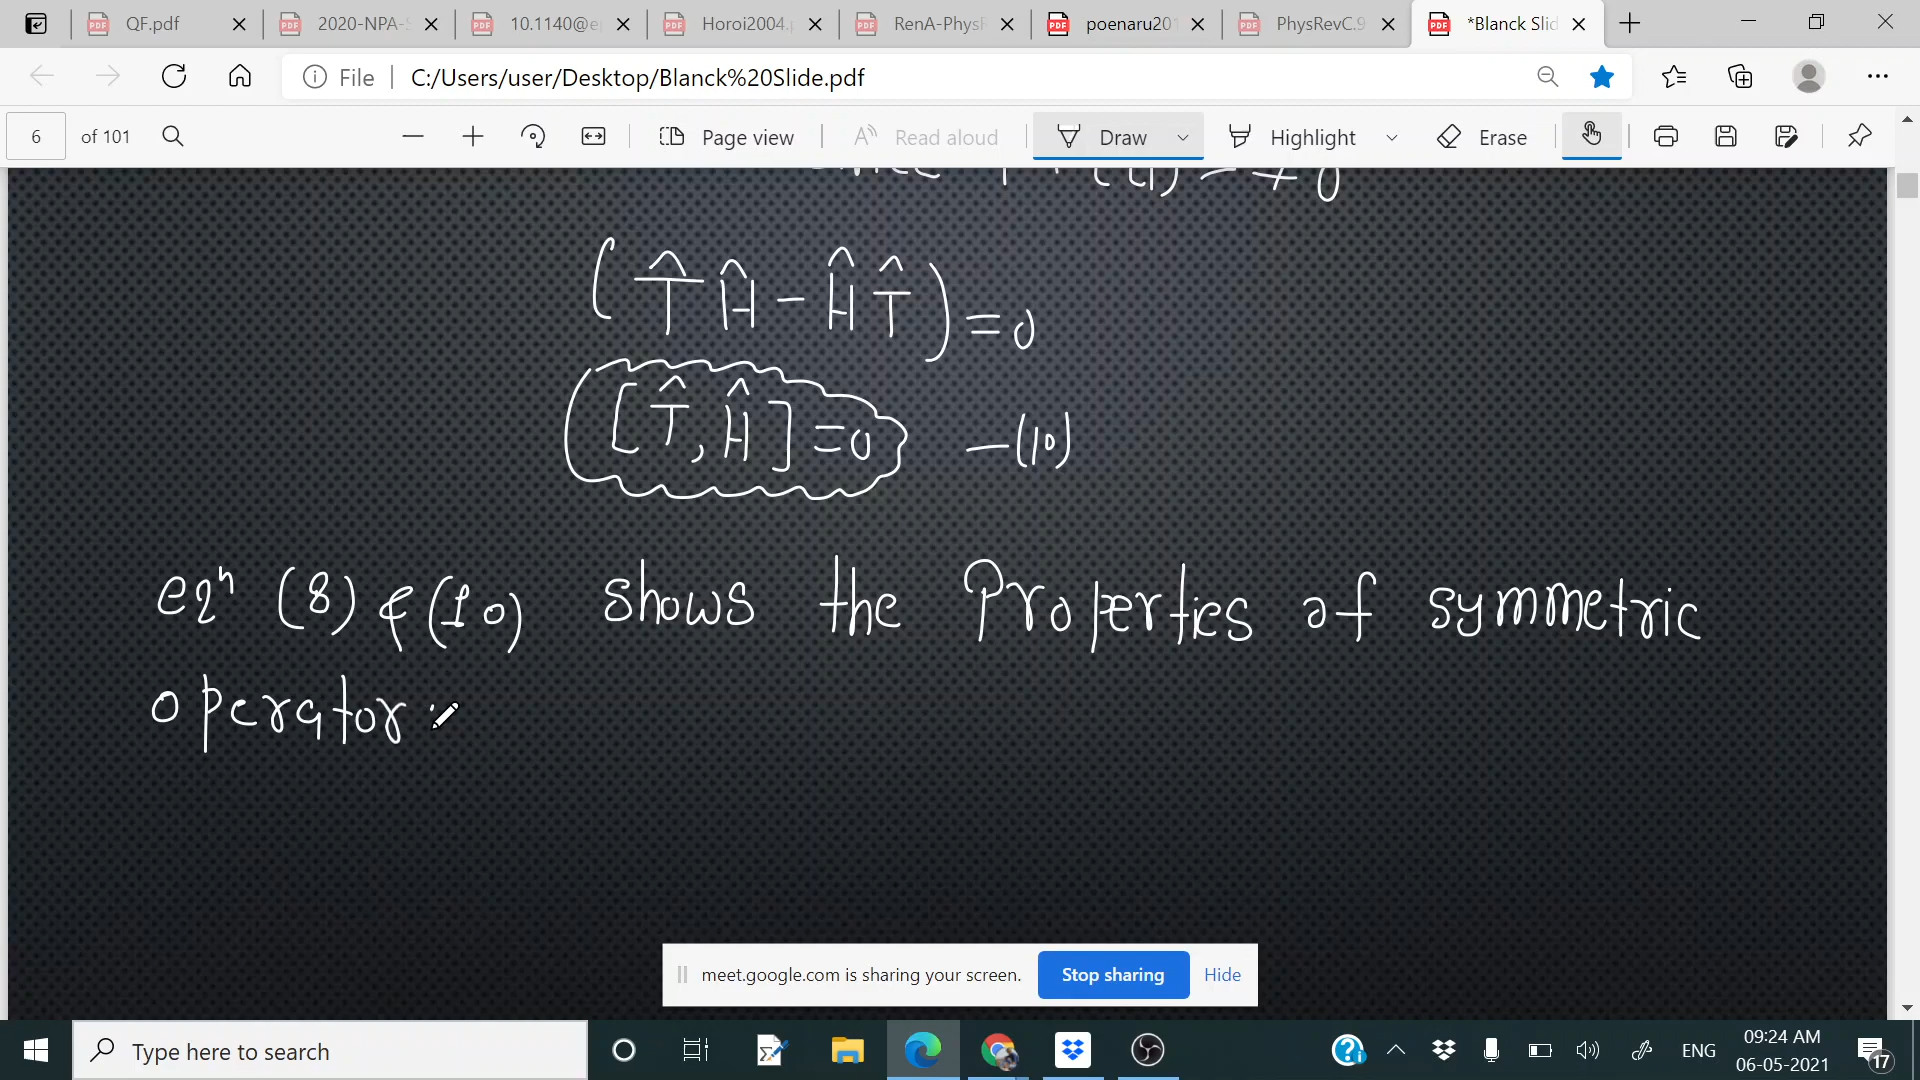 QF.pdf
2020-NPA-
10.1140@e
Horoi2004.
RenA-Phys
poenaru201
PhysRevC.9
*Blanck Slid
File
C:/Users/user/Desktop/Blanck%20Slide.pdf
6 of 101
Page view
Read aloud
Draw
Highlight
Erase
(T̂ Ĥ - Ĥ T̂) = 0
[T̂, Ĥ] = 0 —(10)
eqⁿ (8) & (10) shows the Properties of symmetric
operator
meet.google.com is sharing your screen.
Stop sharing
Hide
Type here to search
ENG
09:24 AM
06-05-2021
17